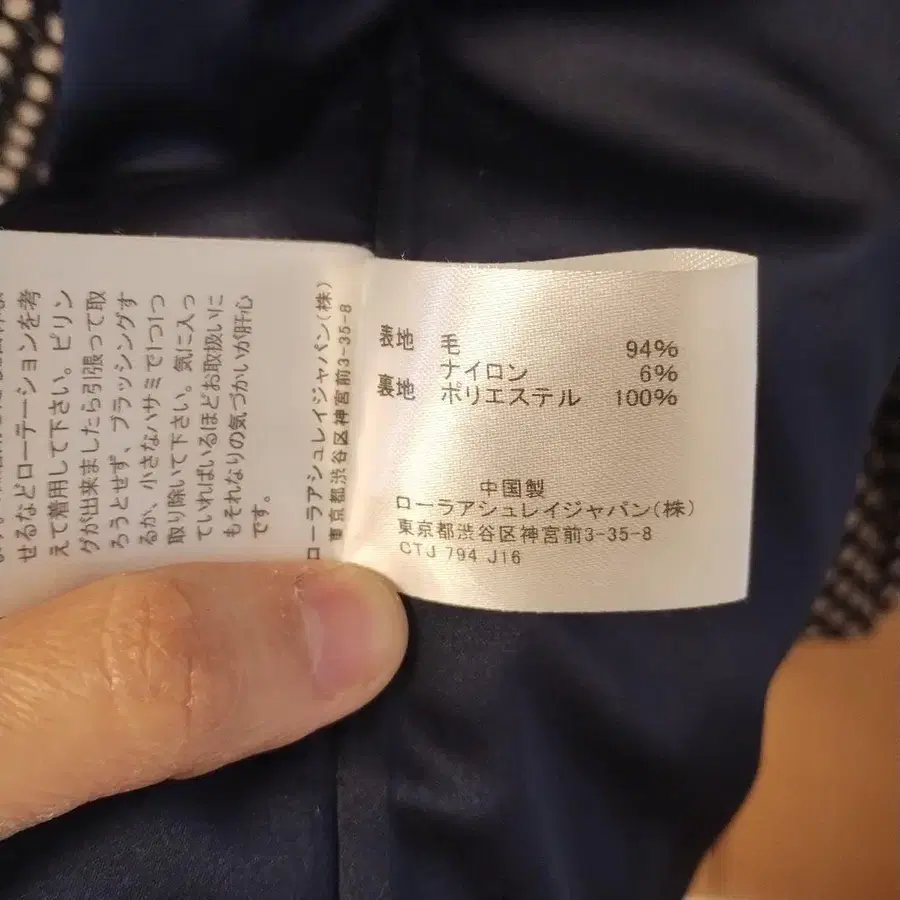 せるなどローテーションを考
えて着用して下さい。ピリン
グが出来ましたら引張って取
ろうとせず、ブラッシングす
るか、小さなハサミで1つ1つ
取り除いて下さい。気に入っ
ていればいるほどお取扱いに
もそれなりの気づかいが肝心
です。
ローラアシュレイジャパン(株)
東京都渋谷区神宮前3-35-8
表地 毛 94%
ナイロン 6%
裏地 ポリエステル 100%
中国製
ローラアシュレイジャパン(株)
東京都渋谷区神宮前3-35-8
CTJ 794 J16